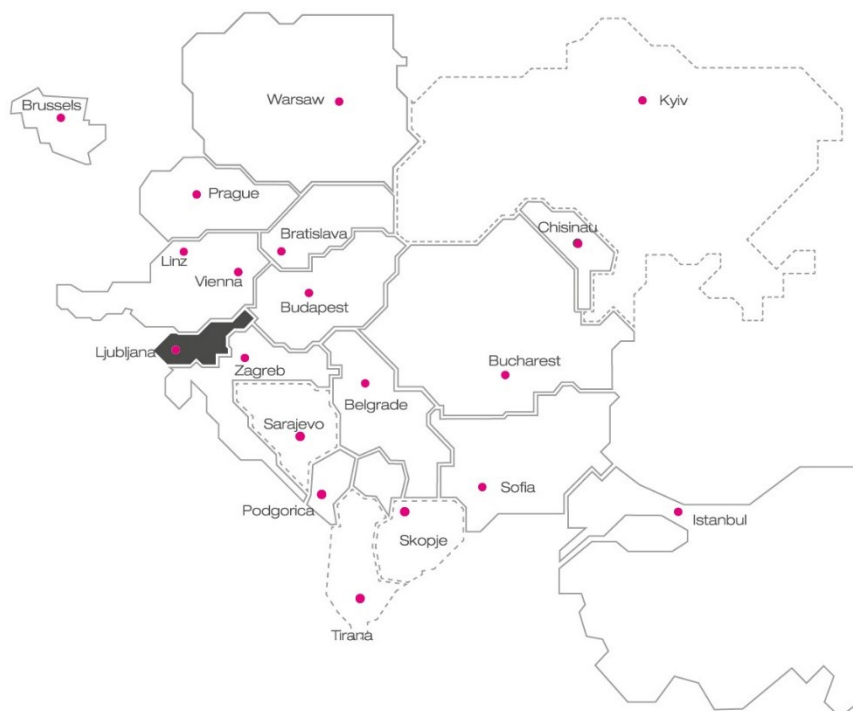 Warsaw
Kyiv
Brussels
Prague
Chisinau
Bratislava
Linz
Vienna
Budapest
Ljubljana
Zagreb
Bucharest
Belgrade
Sarajevo
Sofia
Podgorica
Istanbul
Skopje
Tirana